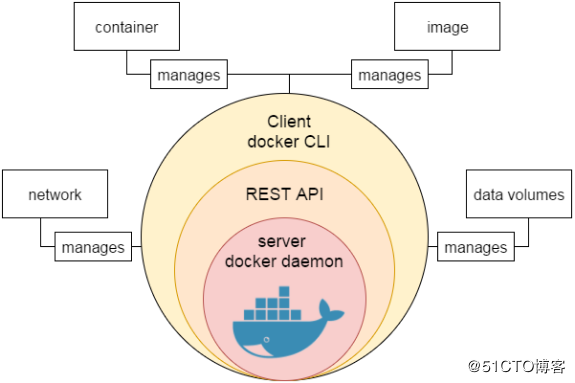 container
image
manages
manages
Client
docker CLI
REST API
network
data volumes
manages
manages
server
docker daemon
@51CTO博客